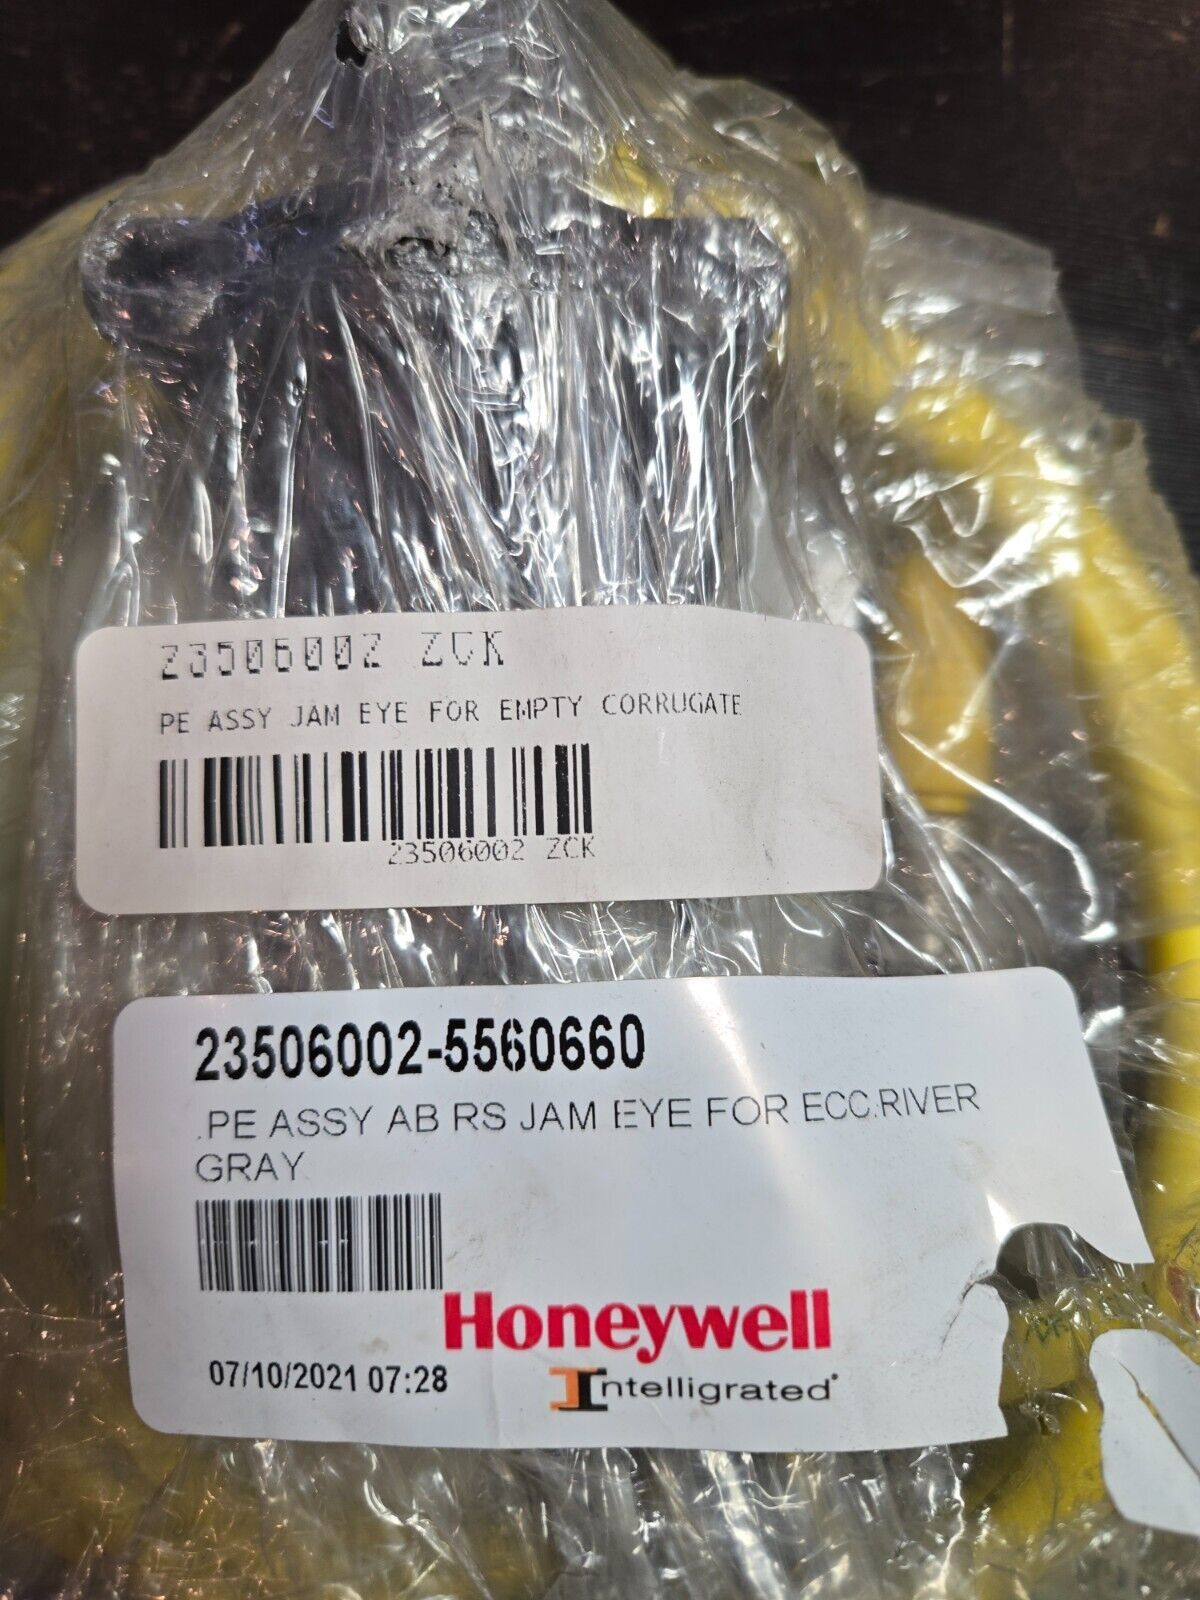 23506002 ZCK
PE ASSY JAM EYE FOR EMPTY CORRUGATE
23506002 ZCK
23506002-5560660
.PE ASSY AB RS JAM EYE FOR ECC.RIVER
GRAY
Honeywell
07/10/2021 07:28
Intelligrated